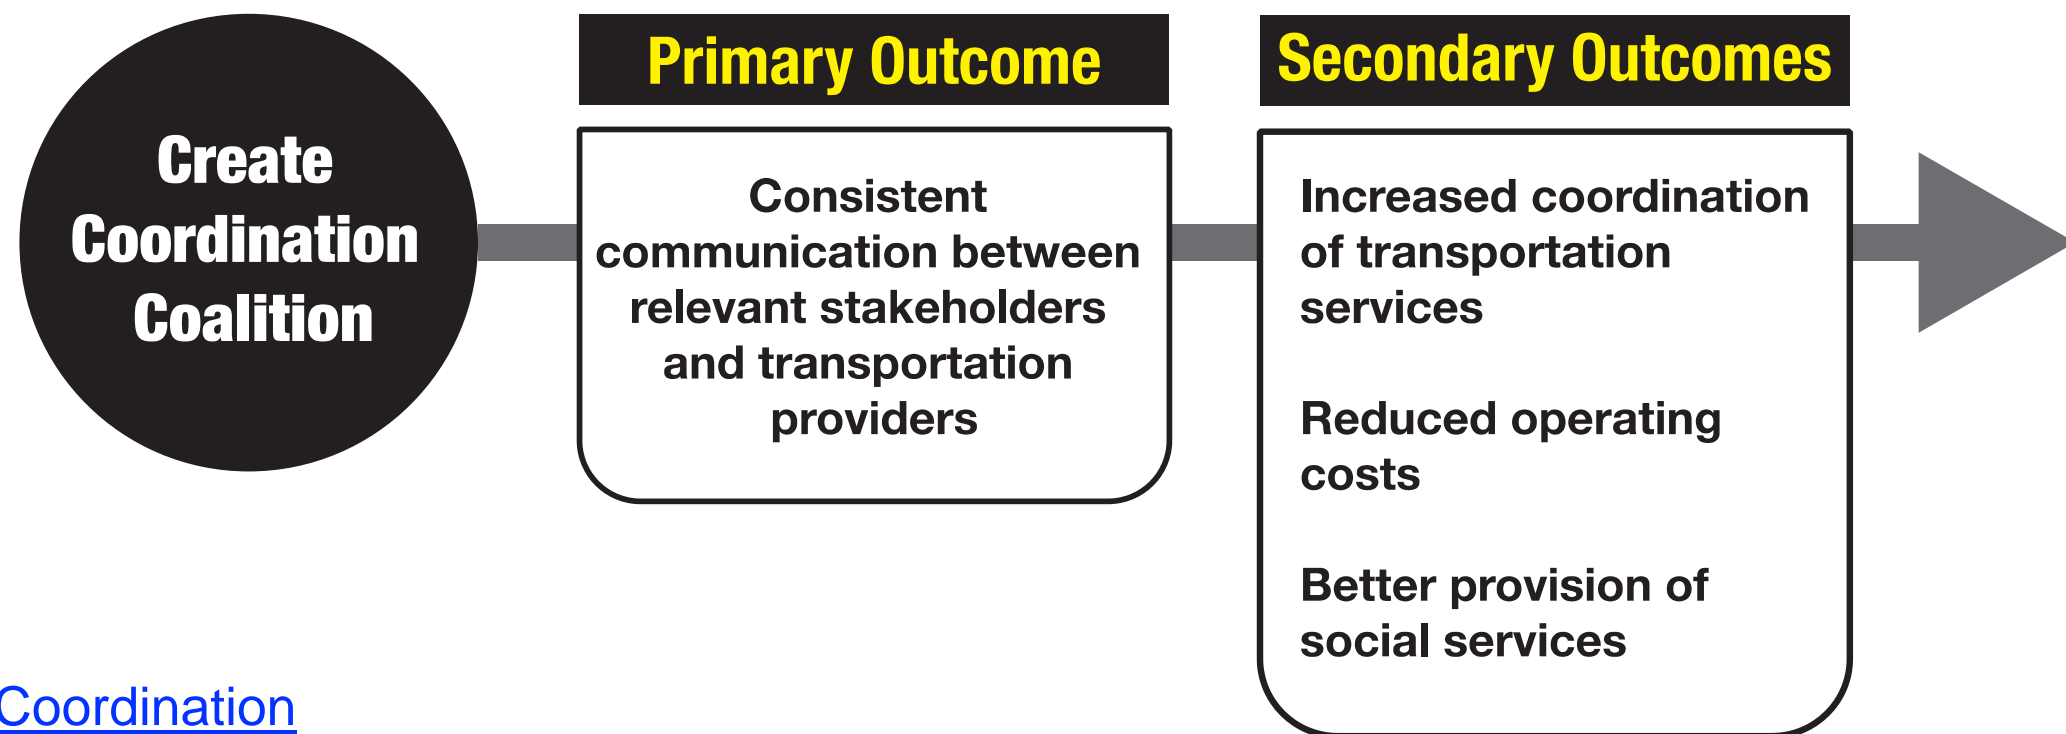 Create
Coordination
Coalition
Primary Outcome
Consistent
communication between
relevant stakeholders
and transportation
providers
Secondary Outcomes
Increased coordination
of transportation
services
Reduced operating
costs
Better provision of
social services
Coordination